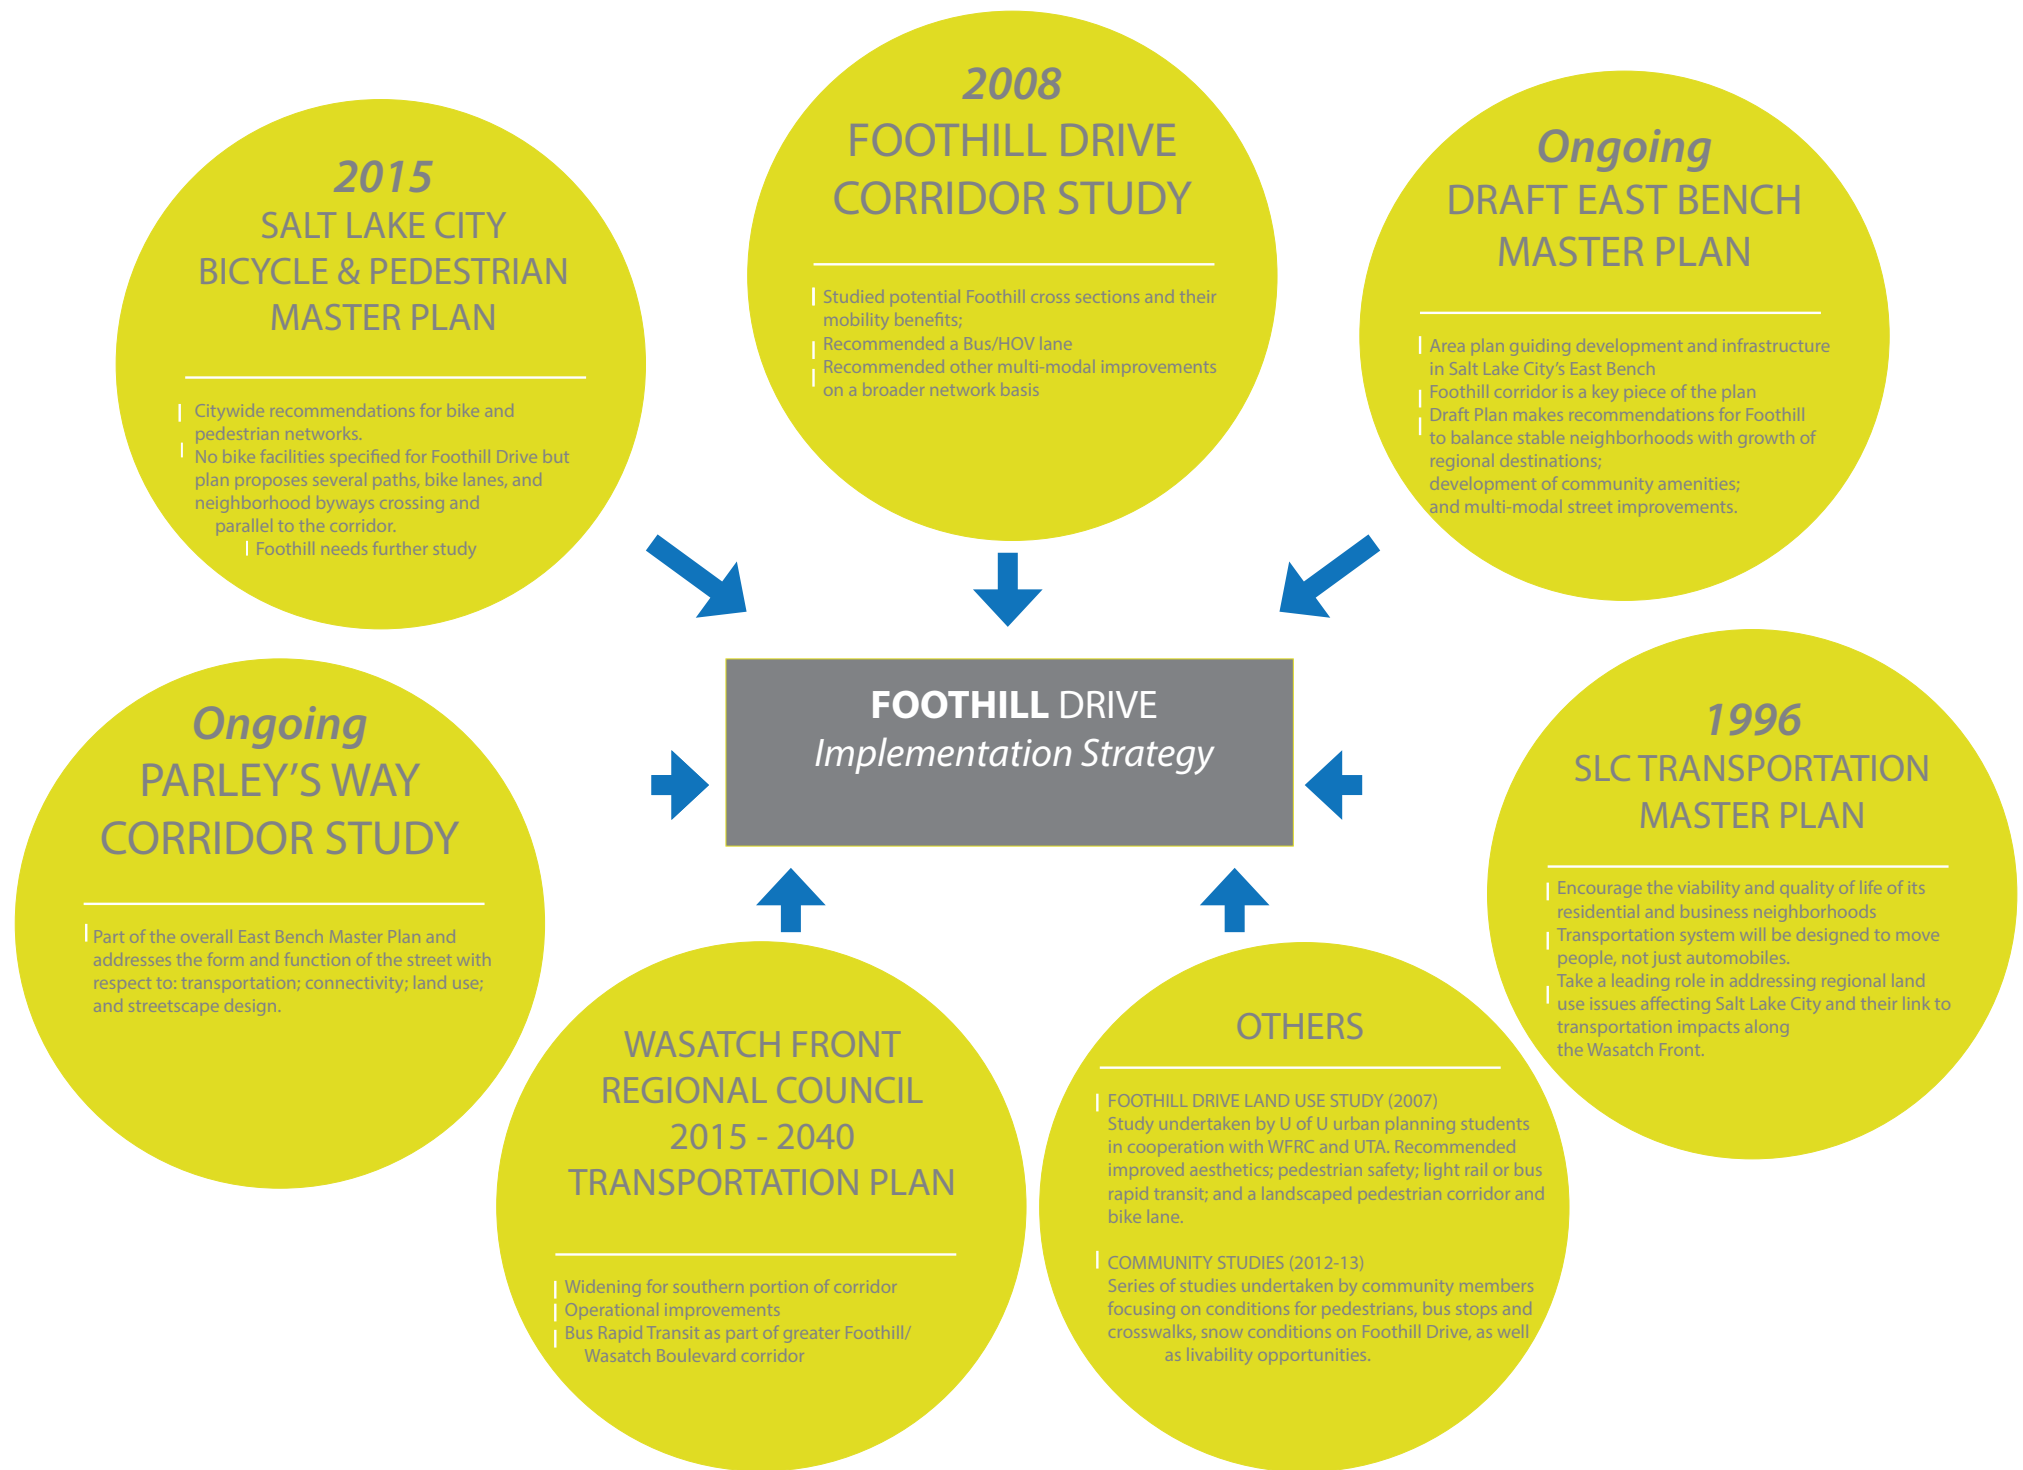 2015
SALT LAKE CITY
BICYCLE & PEDESTRIAN
MASTER PLAN
Citywide recommendations for bike and
pedestrian networks.
No bike facilities specified for Foothill Drive but
plan proposes several paths, bike lanes, and
neighborhood byways crossing and
parallel to the corridor.
Foothill needs further study
2008
FOOTHILL DRIVE
CORRIDOR STUDY
Studied potential Foothill cross sections and their
mobility benefits;
Recommended a Bus/HOV lane
Recommended other multi-modal improvements
on a broader network basis
Ongoing
DRAFT EAST BENCH
MASTER PLAN
Area plan guiding development and infrastructure
in Salt Lake City’s East Bench
Foothill corridor is a key piece of the plan
Draft Plan makes recommendations for Foothill
to balance stable neighborhoods with growth of
regional destinations;
development of community amenities;
and multi-modal street improvements.
Ongoing
PARLEY’S WAY
CORRIDOR STUDY
Part of the overall East Bench Master Plan and
addresses the form and function of the street with
respect to: transportation; connectivity; land use;
and streetscape design.
FOOTHILL DRIVE
Implementation Strategy
1996
SLC TRANSPORTATION
MASTER PLAN
Encourage the viability and quality of life of its
residential and business neighborhoods
Transportation system will be designed to move
people, not just automobiles.
Take a leading role in addressing regional land
use issues affecting Salt Lake City and their link to
transportation impacts along
the Wasatch Front.
WASATCH FRONT
REGIONAL COUNCIL
2015 - 2040
TRANSPORTATION PLAN
Widening for southern portion of corridor
Operational improvements
Bus Rapid Transit as part of greater Foothill/
Wasatch Boulevard corridor
OTHERS
FOOTHILL DRIVE LAND USE STUDY (2007)
Study undertaken by U of U urban planning students
in cooperation with WFRC and UTA. Recommended
improved aesthetics; pedestrian safety; light rail or bus
rapid transit; and a landscaped pedestrian corridor and
bike lane.
COMMUNITY STUDIES (2012-13)
Series of studies undertaken by community members
focusing on conditions for pedestrians, bus stops and
crosswalks, snow conditions on Foothill Drive, as well
as livability opportunities.